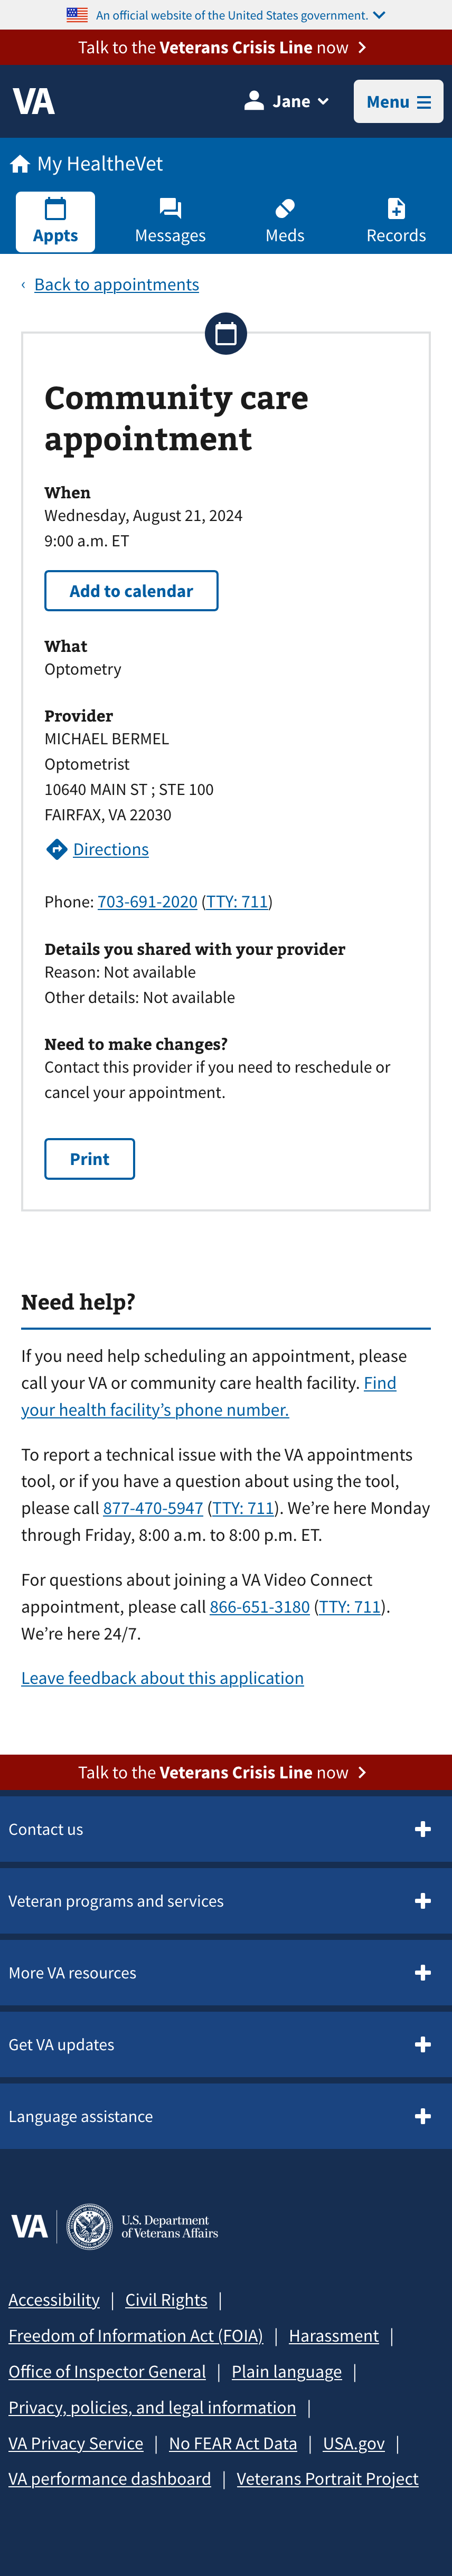 An official website of the United States government.
Talk to the Veterans Crisis Line now
VA
Jane
Menu
My HealtheVet
Appts
Messages
Meds
Records
Back to appointments
Community care
appointment
When
Wednesday, August 21, 2024
9:00 a.m. ET
Add to calendar
What
Optometry
Provider
MICHAEL BERMEL
Optometrist
10640 MAIN ST ; STE 100
FAIRFAX, VA 22030
Directions
Phone: 703-691-2020 (TTY: 711)
Details you shared with your provider
Reason: Not available
Other details: Not available
Need to make changes?
Contact this provider if you need to reschedule or
cancel your appointment.
Print
Need help?
If you need help scheduling an appointment, please
call your VA or community care health facility. Find
your health facility’s phone number.
To report a technical issue with the VA appointments
tool, or if you have a question about using the tool,
please call 877-470-5947 (TTY: 711). We’re here Monday
through Friday, 8:00 a.m. to 8:00 p.m. ET.
For questions about joining a VA Video Connect
appointment, please call 866-651-3180 (TTY: 711).
We’re here 24/7.
Leave feedback about this application
Talk to the Veterans Crisis Line now
Contact us
Veteran programs and services
More VA resources
Get VA updates
Language assistance
VA | U.S. Department
of Veterans Affairs
Accessibility | Civil Rights |
Freedom of Information Act (FOIA) | Harassment |
Office of Inspector General | Plain language |
Privacy, policies, and legal information |
VA Privacy Service | No FEAR Act Data | USA.gov |
VA performance dashboard | Veterans Portrait Project